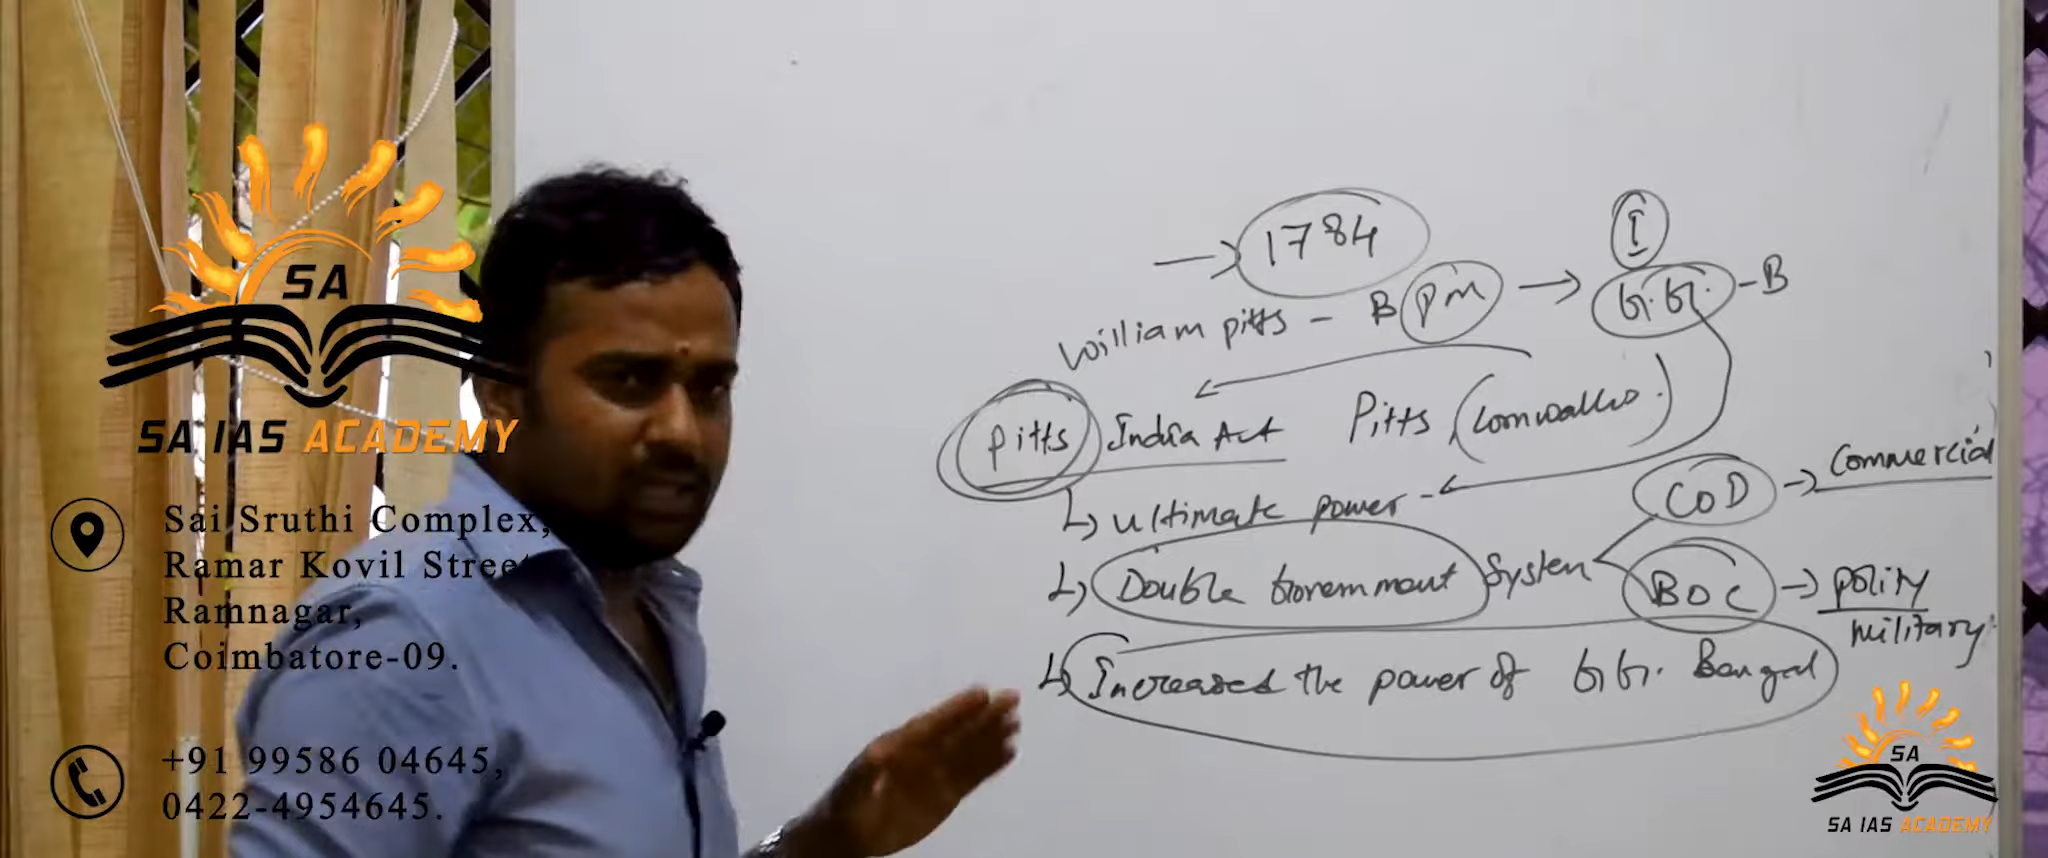 SA
SA IAS ACADEMY
Sai Sruthi Complex,
Ramar Kovil Street
Ramnagar,
Coimbatore-09.
+91 99586 04645,
0422-4954645.
→ 1784
I
William pitts - B PM → G.G. - B
Pitts India Act Pitts (Cornwallis.)
↳ Ultimate power -
COD → Commercial
↳ Double Government System
BOC → polity
military
↳ Increased the power of G.G. Bengal
SA
SA IAS ACADEMY